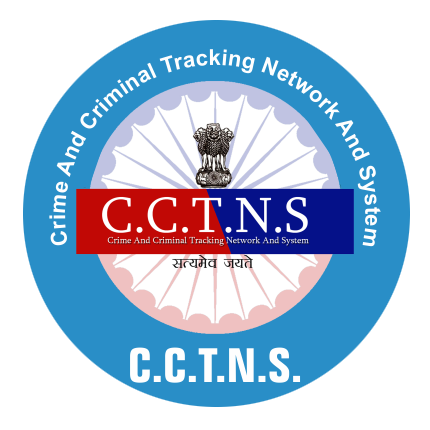 Crime And Criminal Tracking Network And System
C.C.T.N.S
Crime And Criminal Tracking Network And System
सत्यमेव जयते
C.C.T.N.S.